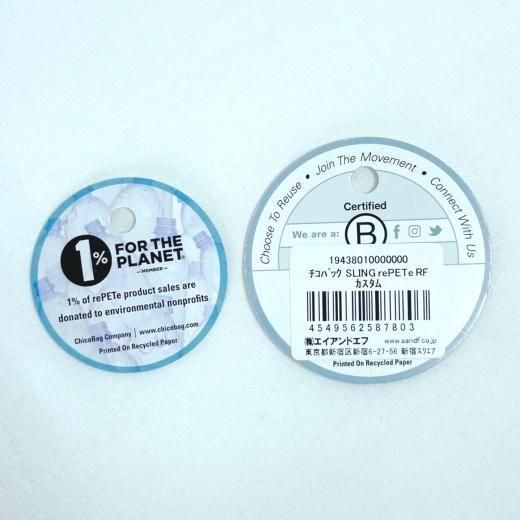 1%
FOR THE
PLANET®
— MEMBER —
1% of rePETe product sales are
donated to environmental nonprofits
ChicoBag Company | www.chicobag.com
Printed On Recycled Paper
Choose To Reuse • Join The Movement • Connect With Us
Certified
B
We are a:
19438010000000
チコバック SLING rePETe RF
カスタム
4549562587803
㈱エイアンドエフ www.aandf.co.jp
東京都新宿区新宿6-27-56 新宿スクエア
Printed On Recycled Paper